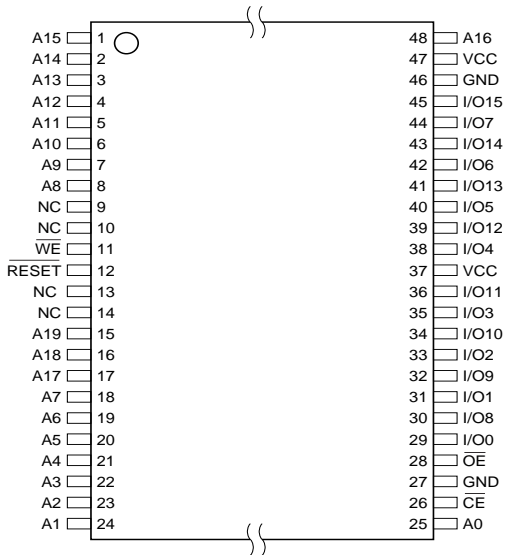 A15 1 48 A16
A14 2 47 VCC
A13 3 46 GND
A12 4 45 I/O15
A11 5 44 I/O7
A10 6 43 I/O14
A9 7 42 I/O6
A8 8 41 I/O13
NC 9 40 I/O5
NC 10 39 I/O12
WE 11 38 I/O4
RESET 12 37 VCC
NC 13 36 I/O11
NC 14 35 I/O3
A19 15 34 I/O10
A18 16 33 I/O2
A17 17 32 I/O9
A7 18 31 I/O1
A6 19 30 I/O8
A5 20 29 I/O0
A4 21 28 OE
A3 22 27 GND
A2 23 26 CE
A1 24 25 A0